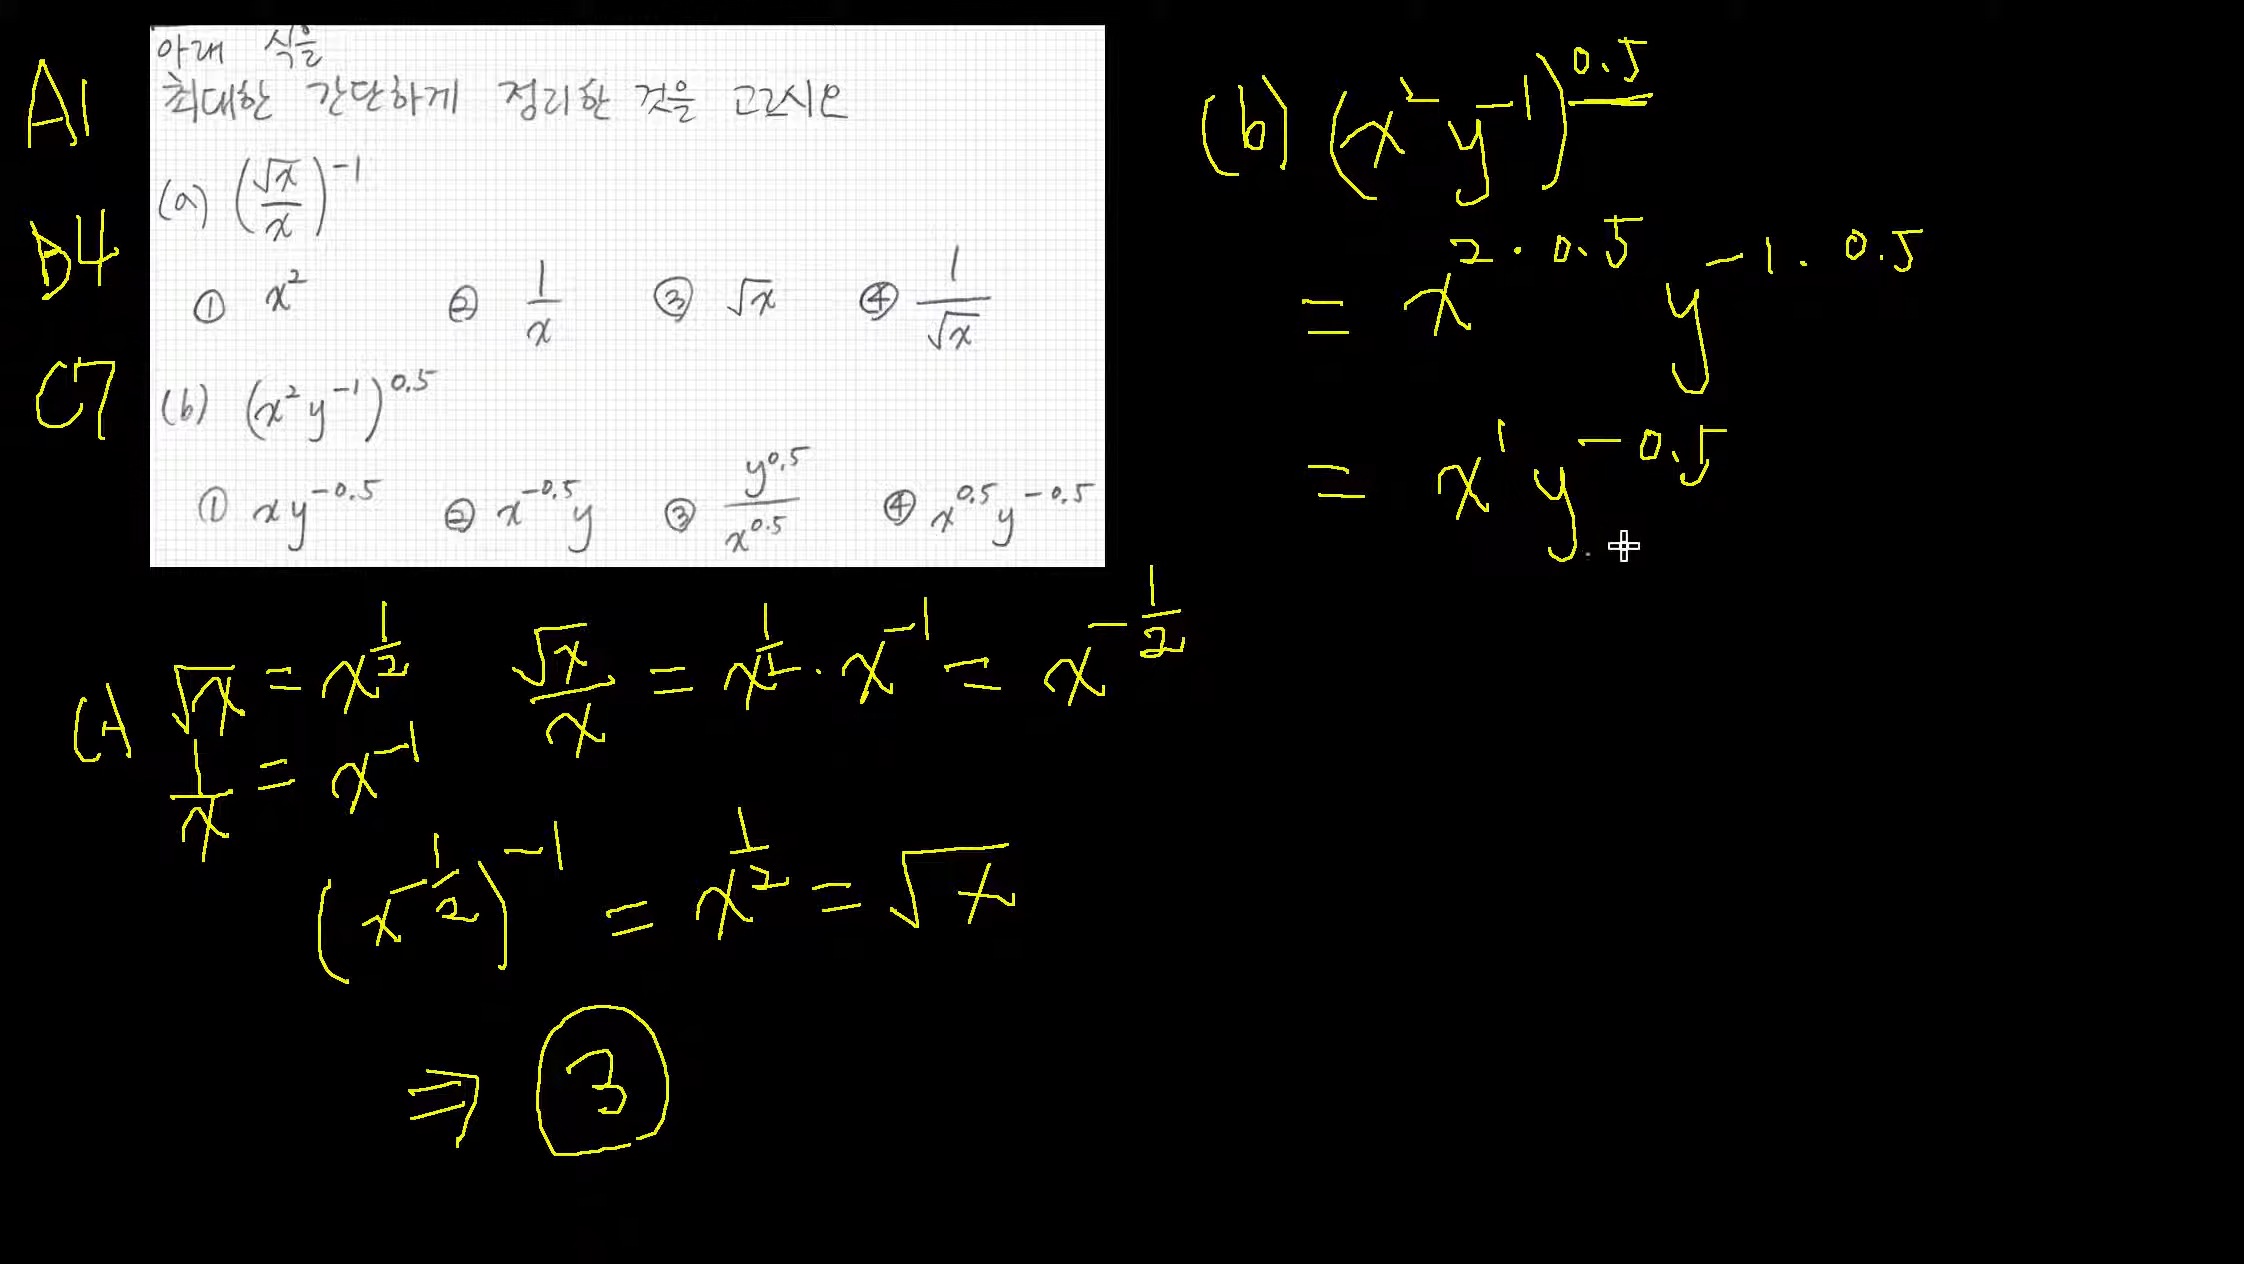 A1
B4
C7
아래 식을
최대한 간단하게 정리한 것을 고르시오
(a) (√x/x)^-1
① x² ② 1/x ③ √x ④ 1/√x
(b) (x²y^-1)^0.5
① xy^-0.5 ② x^-0.5 y ③ y^0.5/x^0.5 ④ x^0.5 y^-0.5
√x = x^1/2
1/x = x^-1
√x/x = x^1/2 · x^-1 = x^-1/2
(x^-1/2)^-1 = x^1/2 = √x
⇒ 3
(b) (x²y^-1)^0.5
= x^2·0.5 y^-1·0.5
= x^1 y^-0.5